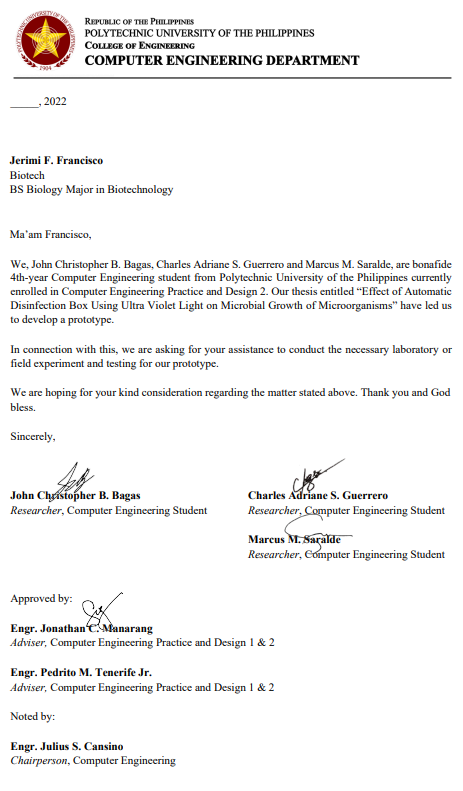 REPUBLIC OF THE PHILIPPINES
POLYTECHNIC UNIVERSITY OF THE PHILIPPINES
COLLEGE OF ENGINEERING
COMPUTER ENGINEERING DEPARTMENT
_____, 2022
Jerimi F. Francisco
Biotech
BS Biology Major in Biotechnology
Ma’am Francisco,
We, John Christopher B. Bagas, Charles Adriane S. Guerrero and Marcus M. Saralde, are bonafide
4th-year Computer Engineering student from Polytechnic University of the Philippines currently
enrolled in Computer Engineering Practice and Design 2. Our thesis entitled “Effect of Automatic
Disinfection Box Using Ultra Violet Light on Microbial Growth of Microorganisms” have led us
to develop a prototype.
In connection with this, we are asking for your assistance to conduct the necessary laboratory or
field experiment and testing for our prototype.
We are hoping for your kind consideration regarding the matter stated above. Thank you and God
bless.
Sincerely,
John Christopher B. Bagas
Researcher, Computer Engineering Student
Charles Adriane S. Guerrero
Researcher, Computer Engineering Student
Marcus M. Saralde
Researcher, Computer Engineering Student
Approved by:
Engr. Jonathan C. Manarang
Adviser, Computer Engineering Practice and Design 1 & 2
Engr. Pedrito M. Tenerife Jr.
Adviser, Computer Engineering Practice and Design 1 & 2
Noted by:
Engr. Julius S. Cansino
Chairperson, Computer Engineering